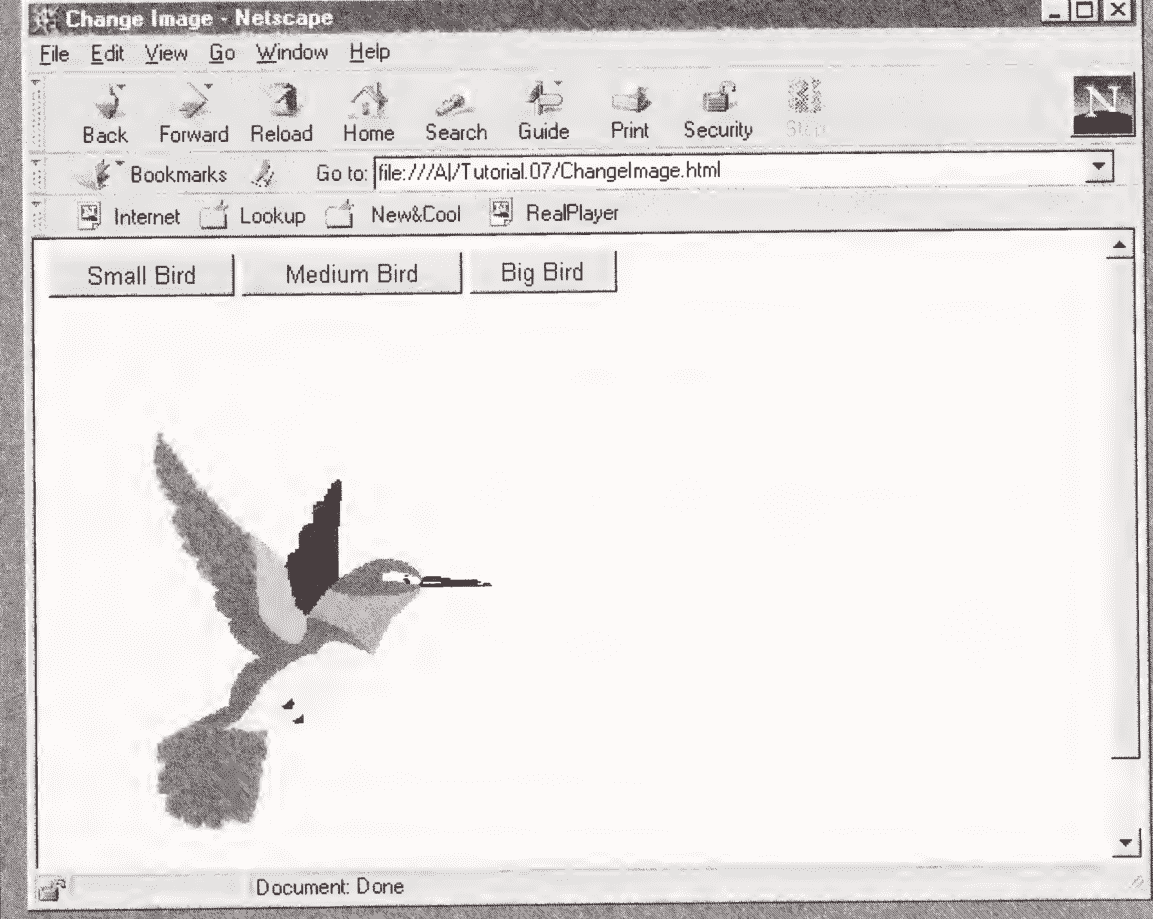 Change Image - Netscape
File Edit View Go Window Help
N
Back Forward Reload Home Search Guide Print Security Stop
Bookmarks Go to: file:///A|/Tutorial.07/ChangeImage.html
Internet Lookup New&Cool RealPlayer
Small Bird Medium Bird Big Bird
Document: Done